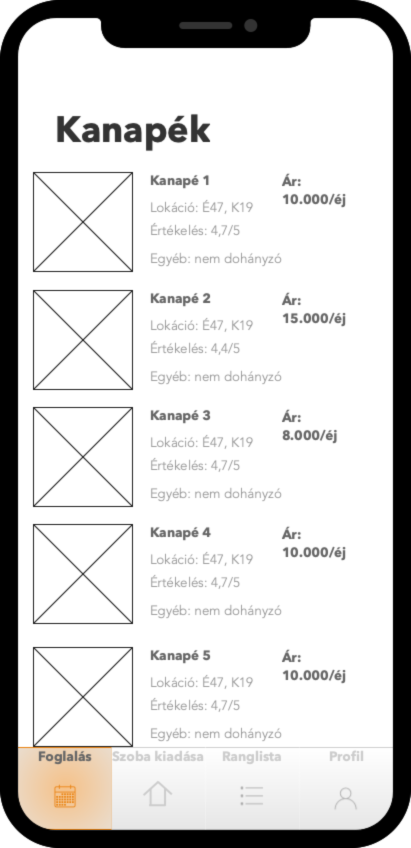 Kanapék
Kanapé 1
Lokáció: É47, K19
Értékelés: 4,7/5
Egyéb: nem dohányzó
Ár:
10.000/éj
Kanapé 2
Lokáció: É47, K19
Értékelés: 4,4/5
Egyéb: nem dohányzó
Ár:
15.000/éj
Kanapé 3
Lokáció: É47, K19
Értékelés: 4,7/5
Egyéb: nem dohányzó
Ár:
8.000/éj
Kanapé 4
Lokáció: É47, K19
Értékelés: 4,7/5
Egyéb: nem dohányzó
Ár:
10.000/éj
Kanapé 5
Lokáció: É47, K19
Értékelés: 4,7/5
Egyéb: nem dohányzó
Ár:
10.000/éj
Foglalás Szoba kiadása Ranglista Profil